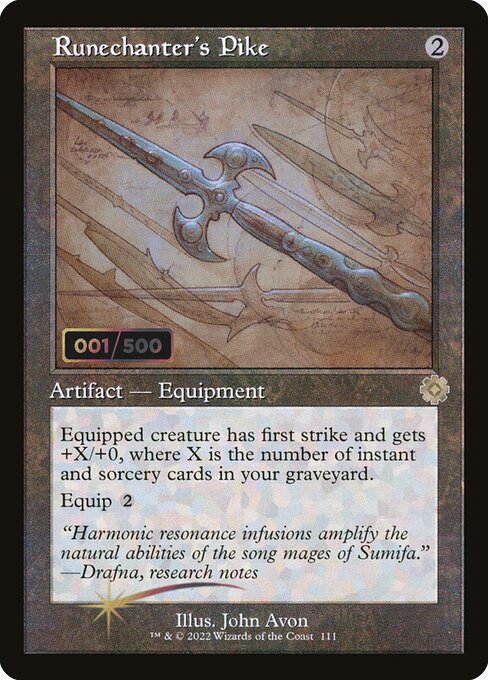 Runechanter's Pike 2
001/500
Artifact — Equipment
Equipped creature has first strike and gets
+X/+0, where X is the number of instant
and sorcery cards in your graveyard.
Equip 2
“Harmonic resonance infusions amplify the
natural abilities of the song mages of Sumifa.”
—Drafna, research notes
Illus. John Avon
™ & © 2022 Wizards of the Coast 111